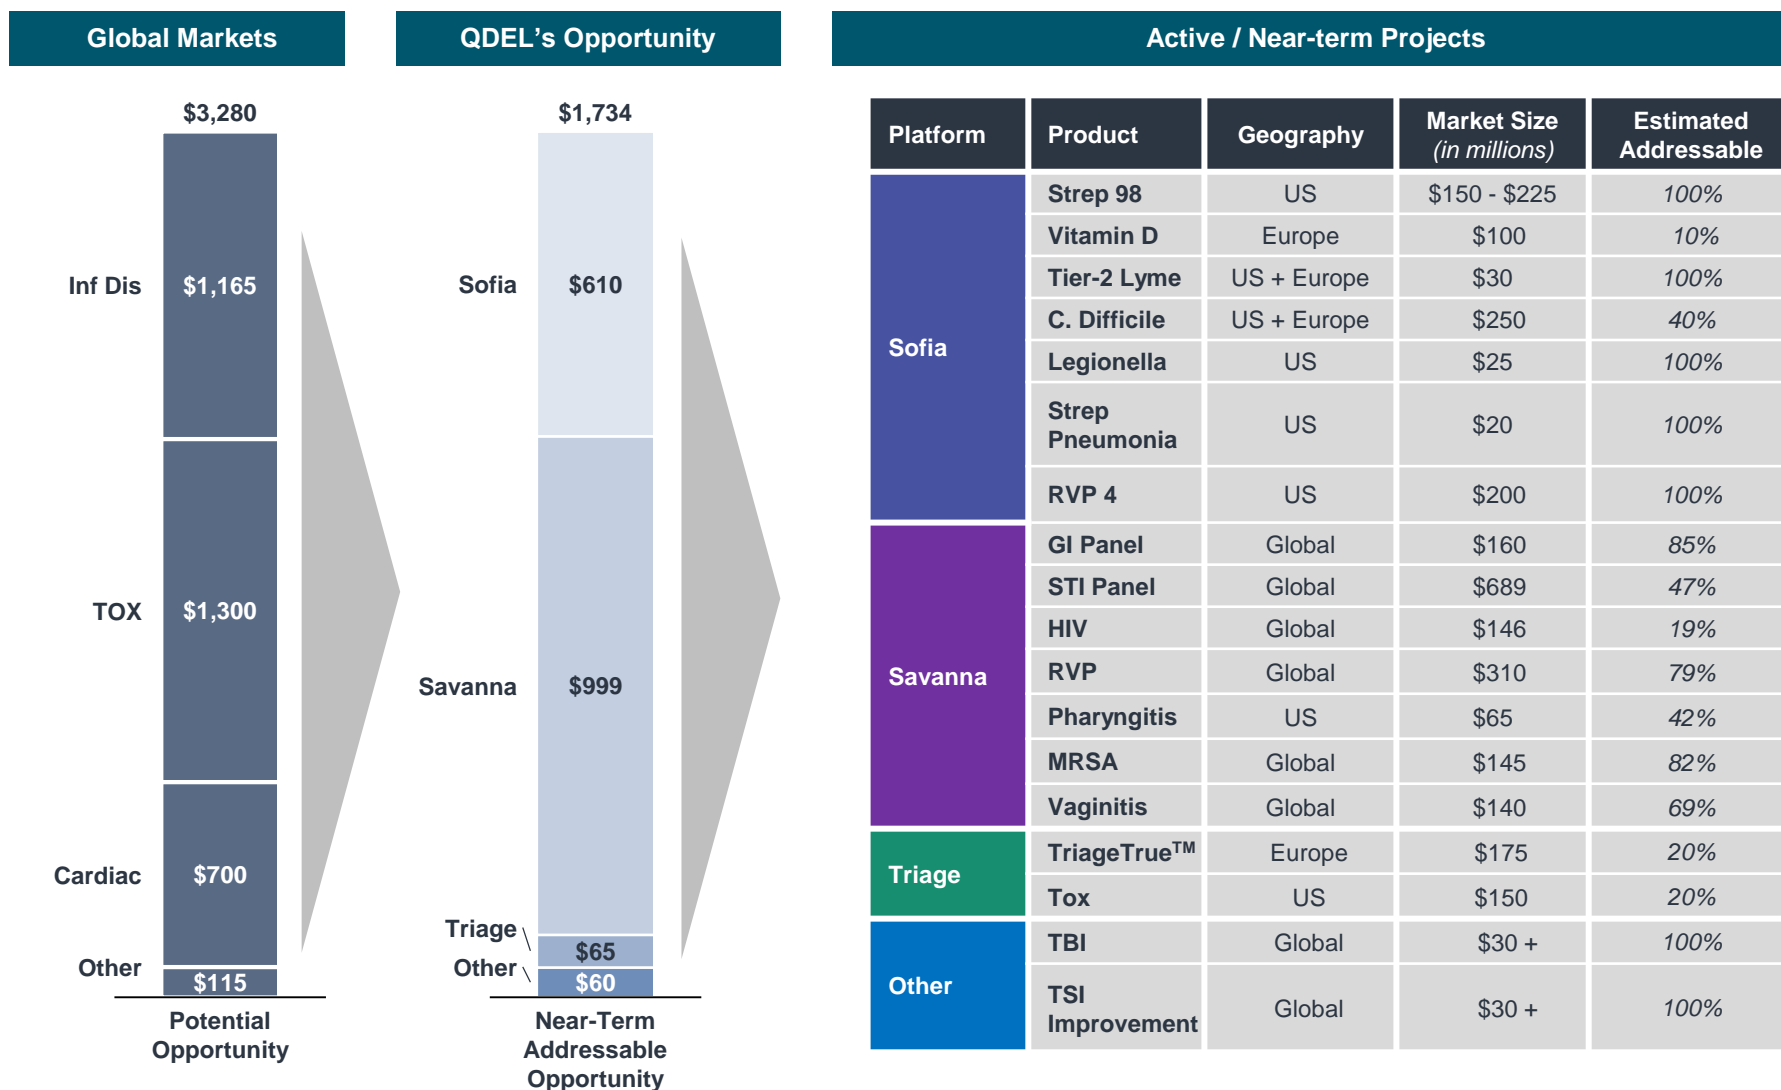 Global Markets
$3,280
Inf Dis
$1,165
TOX
$1,300
Cardiac
$700
Other
$115
Potential
Opportunity
QDEL's Opportunity
$1,734
Sofia
$610
Savanna
$999
Triage
$65
Other
$60
Near-Term
Addressable
Opportunity
Active / Near-term Projects
Platform Product Geography Market Size (in millions) Estimated Addressable
Sofia
Strep 98 US $150 - $225 100%
Vitamin D Europe $100 10%
Tier-2 Lyme US + Europe $30 100%
C. Difficile US + Europe $250 40%
Legionella US $25 100%
Strep Pneumonia US $20 100%
RVP 4 US $200 100%
Savanna
GI Panel Global $160 85%
STI Panel Global $689 47%
HIV Global $146 19%
RVP Global $310 79%
Pharyngitis US $65 42%
MRSA Global $145 82%
Vaginitis Global $140 69%
Triage
TriageTrue™ Europe $175 20%
Tox US $150 20%
Other
TBI Global $30 + 100%
TSI Improvement Global $30 + 100%